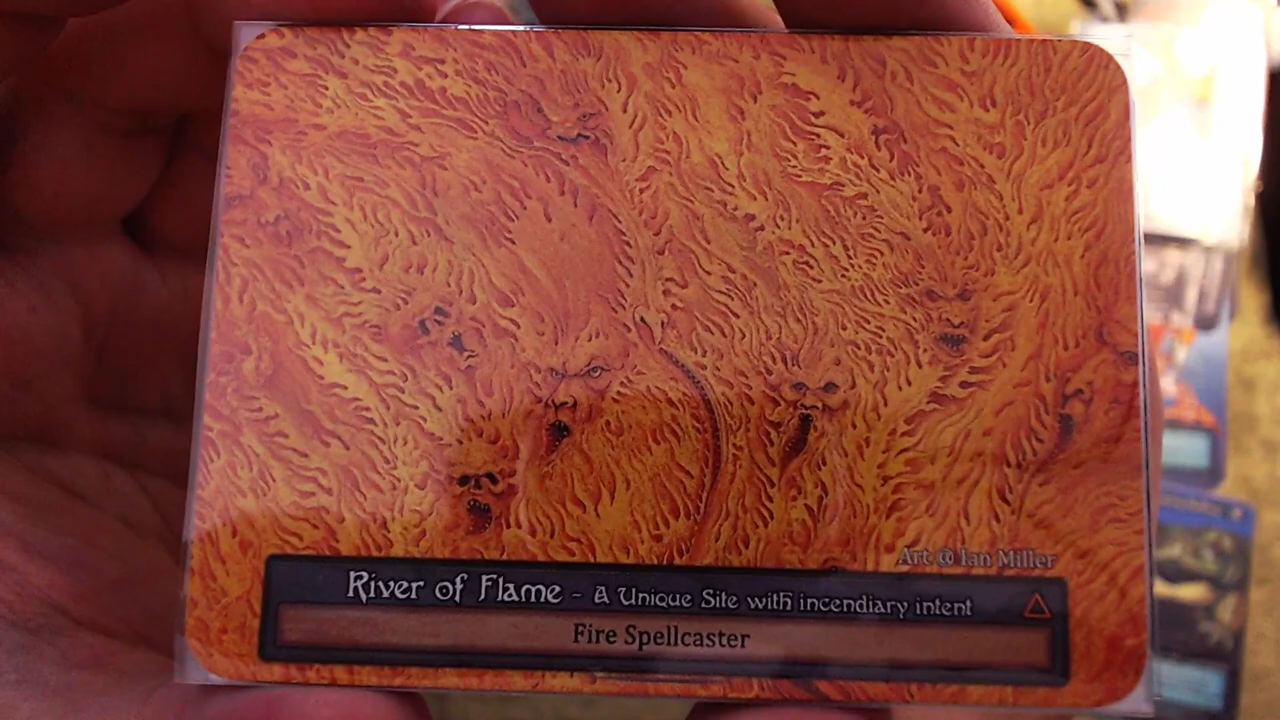 Art @ Ian Miller
River of Flame - A Unique Site with incendiary intent
Fire Spellcaster